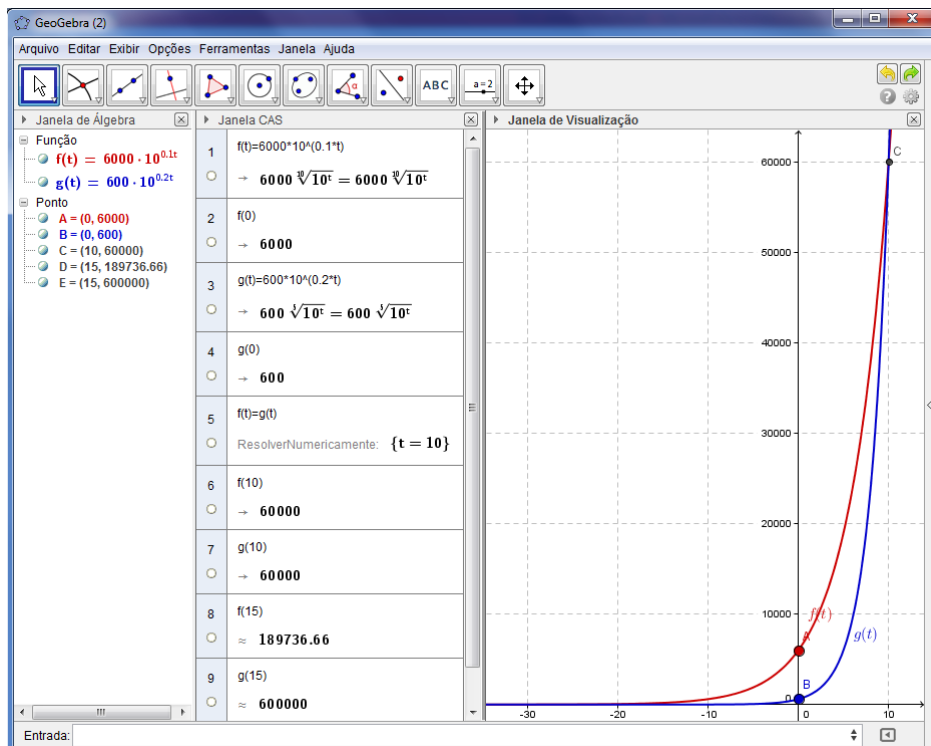 GeoGebra (2)
Arquivo Editar Exibir Opções Ferramentas Janela Ajuda
ABC
a = 2
Janela de Álgebra
Função
f(t) = 6000 · 10^0.1t
g(t) = 600 · 10^0.2t
Ponto
A = (0, 6000)
B = (0, 600)
C = (10, 60000)
D = (15, 189736.66)
E = (15, 600000)
Janela CAS
1 f(t)=6000*10^(0.1*t)
→ 6000 ¹⁰√10ᵗ = 6000 ¹⁰√10ᵗ
2 f(0)
→ 6000
3 g(t)=600*10^(0.2*t)
→ 600 ⁵√10ᵗ = 600 ⁵√10ᵗ
4 g(0)
→ 600
5 f(t)=g(t)
ResolverNumericamente: {t = 10}
6 f(10)
→ 60000
7 g(10)
→ 60000
8 f(15)
≈ 189736.66
9 g(15)
≈ 600000
Janela de Visualização
60000
C
50000
40000
30000
20000
10000
f(t)
A
g(t)
B
0
-30 -20 -10 0 10
Entrada: